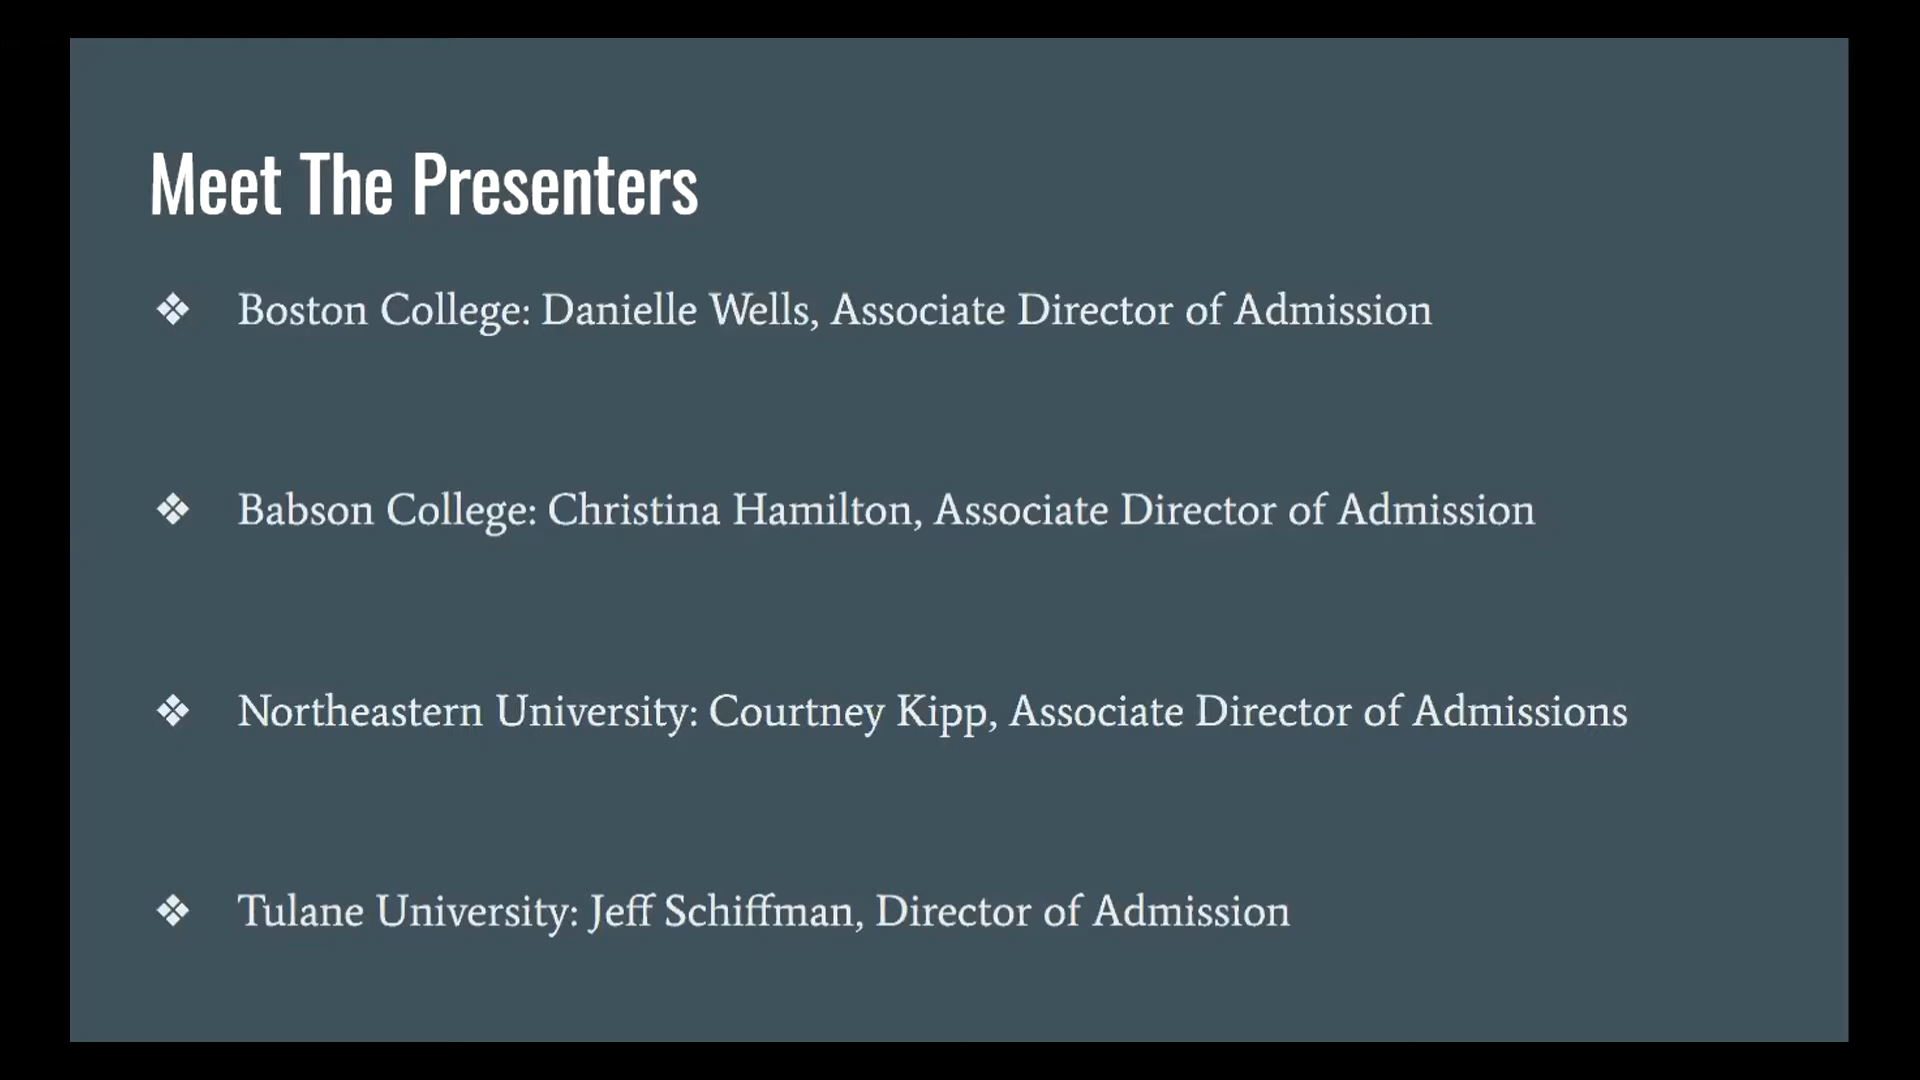 Meet The Presenters
❖ Boston College: Danielle Wells, Associate Director of Admission
❖ Babson College: Christina Hamilton, Associate Director of Admission
❖ Northeastern University: Courtney Kipp, Associate Director of Admissions
❖ Tulane University: Jeff Schiffman, Director of Admission